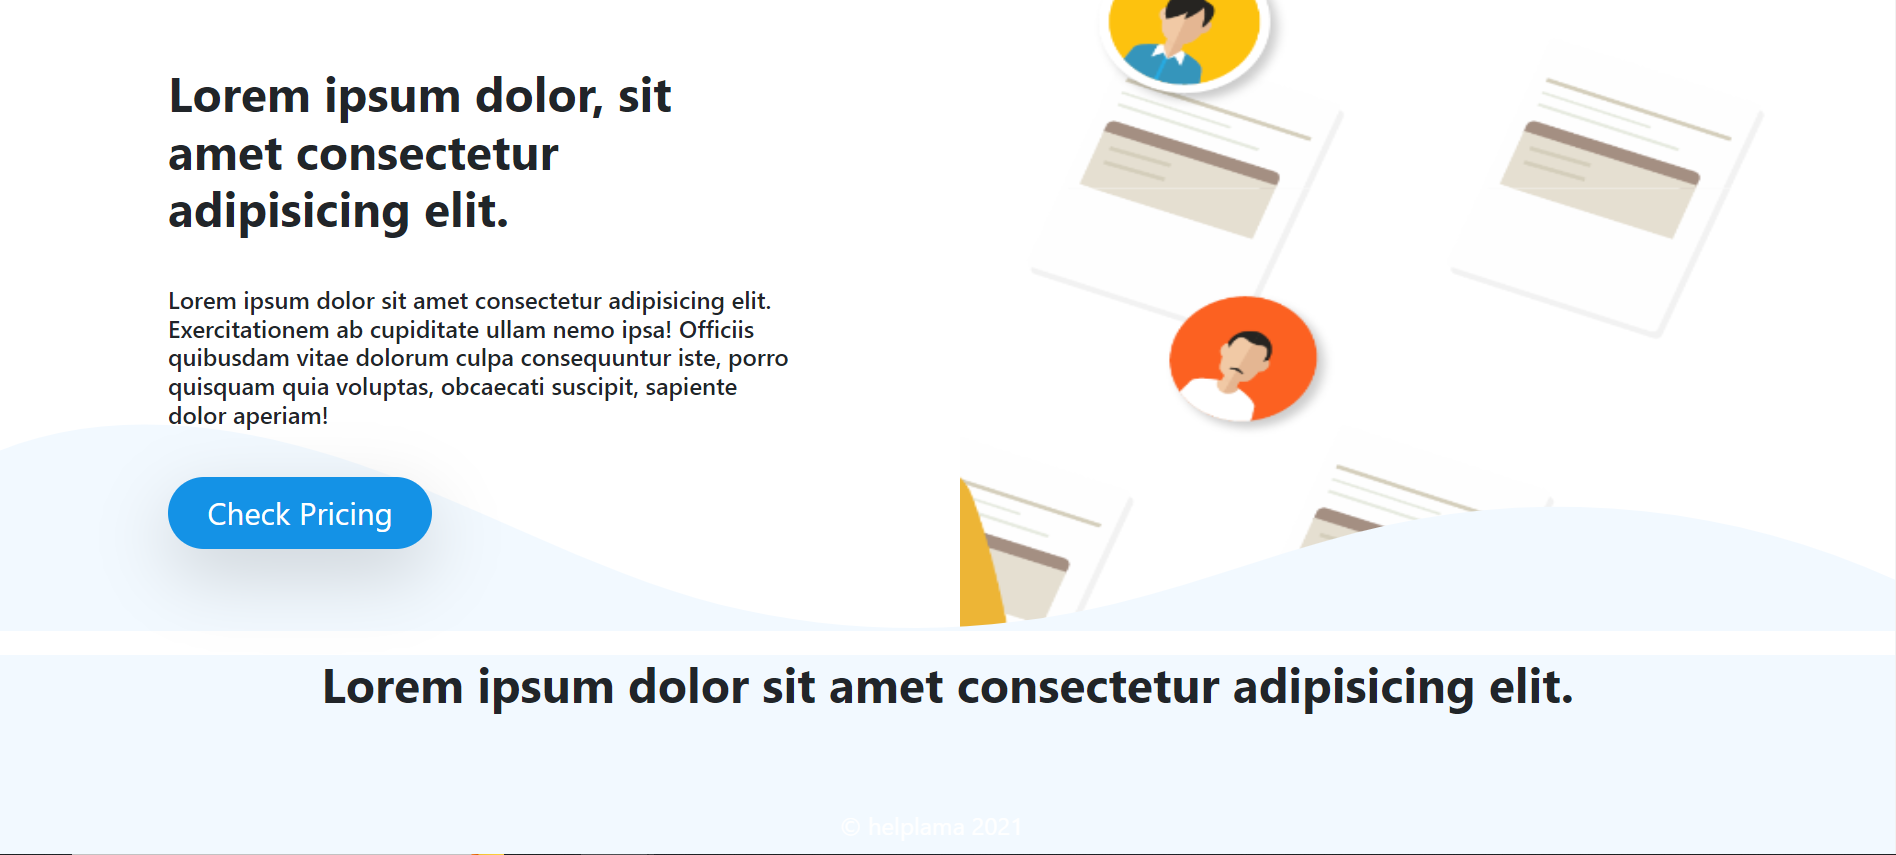 Lorem ipsum dolor, sit
amet consectetur
adipisicing elit.
Lorem ipsum dolor sit amet consectetur adipisicing elit.
Exercitationem ab cupiditate ullam nemo ipsa! Officiis
quibusdam vitae dolorum culpa consequuntur iste, porro
quisquam quia voluptas, obcaecati suscipit, sapiente
dolor aperiam!
Check Pricing
Lorem ipsum dolor sit amet consectetur adipisicing elit.
© helplama 2021